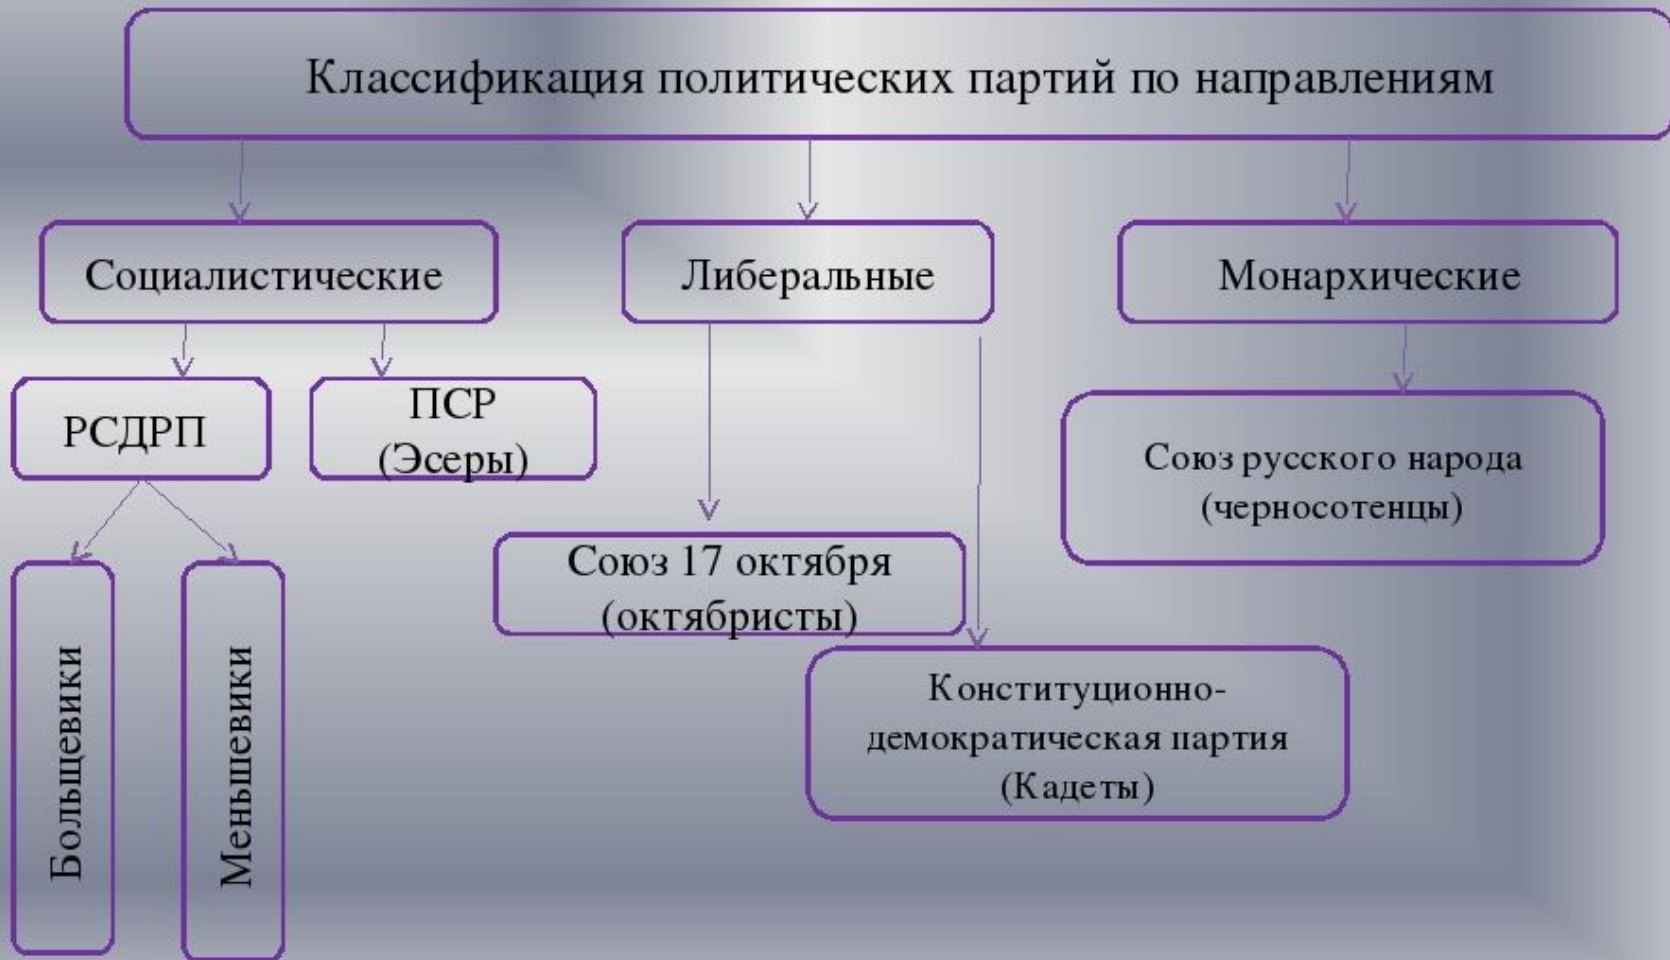 Классификация политических партий по направлениям
Социалистические
Либеральные
Монархические
РСДРП
ПСР
(Эсеры)
Союз русского народа
(черносотенцы)
Союз 17 октября
(октябристы)
Конституционно-
демократическая партия
(Кадеты)
Больщевики
Меньшевики